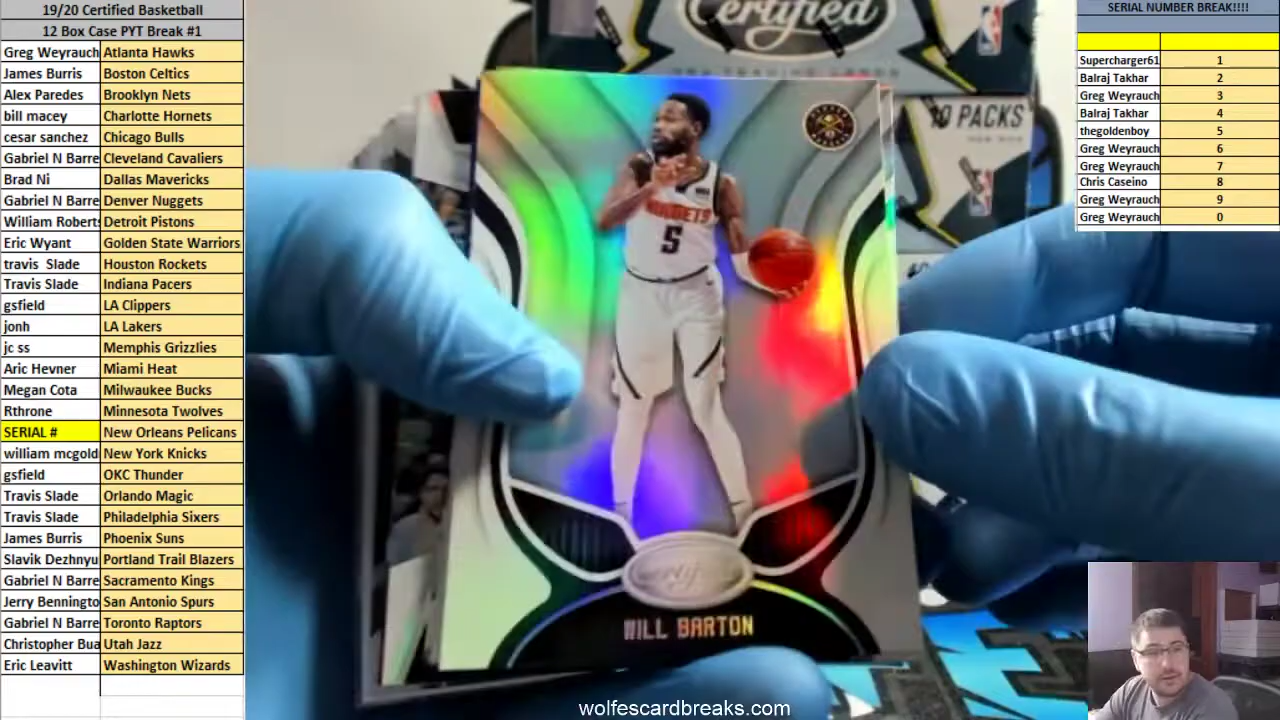 19/20 Certified Basketball
12 Box Case PYT Break #1
Greg Weyrauch Atlanta Hawks
James Burris Boston Celtics
Alex Paredes Brooklyn Nets
bill macey Charlotte Hornets
cesar sanchez Chicago Bulls
Gabriel N Barre Cleveland Cavaliers
Brad Ni Dallas Mavericks
Gabriel N Barre Denver Nuggets
William Roberts Detroit Pistons
Eric Wyant Golden State Warriors
travis Slade Houston Rockets
Travis Slade Indiana Pacers
gsfield LA Clippers
jonh LA Lakers
jc ss Memphis Grizzlies
Aric Hevner Miami Heat
Megan Cota Milwaukee Bucks
Rthrone Minnesota Twolves
SERIAL # New Orleans Pelicans
william mcgold New York Knicks
gsfield OKC Thunder
Travis Slade Orlando Magic
Travis Slade Philadelphia Sixers
James Burris Phoenix Suns
Slavik Dezhnyu Portland Trail Blazers
Gabriel N Barre Sacramento Kings
Jerry Benningto San Antonio Spurs
Gabriel N Barre Toronto Raptors
Christopher Bua Utah Jazz
Eric Leavitt Washington Wizards
Certified
10 PACKS
NUGGETS
5
WILL BARTON
wolfescardbreaks.com
SERIAL NUMBER BREAK!!!!
Supercharger61 1
Balraj Takhar 2
Greg Weyrauch 3
Balraj Takhar 4
thegoldenboy 5
Greg Weyrauch 6
Greg Weyrauch 7
Chris Caseino 8
Greg Weyrauch 9
Greg Weyrauch 0